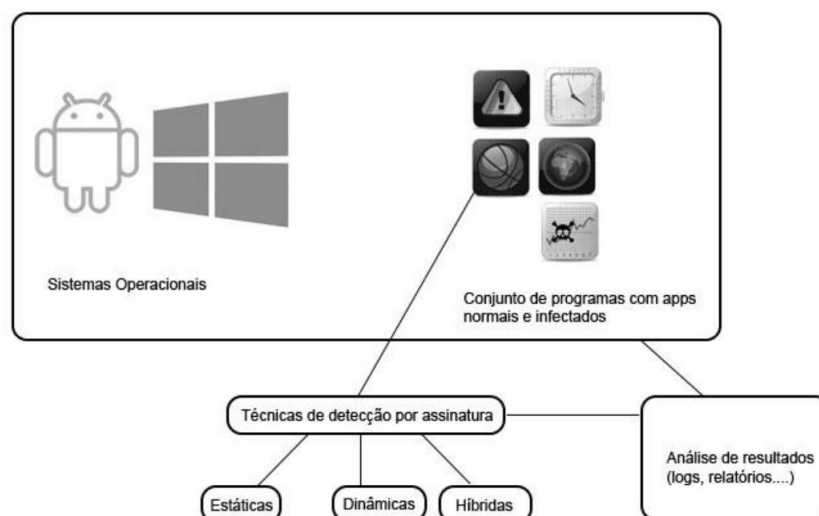 Sistemas Operacionais
Conjunto de programas com apps
normais e infectados
Técnicas de detecção por assinatura
Análise de resultados
(logs, relatórios....)
Estáticas
Dinâmicas
Híbridas